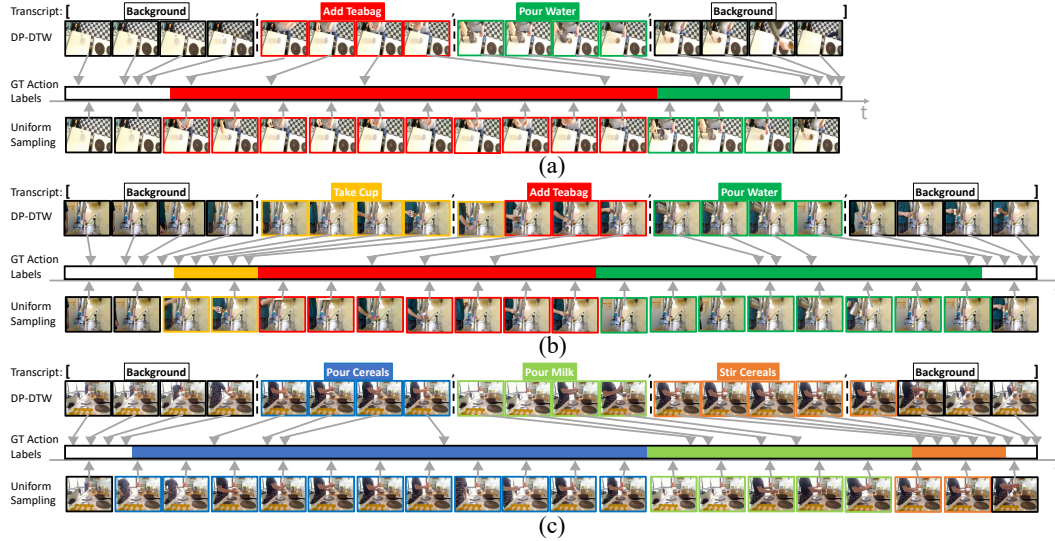 Transcript: [ Background , Add Teabag , Pour Water , Background ]
DP-DTW
GT Action
Labels
t
Uniform
Sampling
(a)
Transcript: [ Background , Take Cup , Add Teabag , Pour Water , Background ]
DP-DTW
GT Action
Labels
Uniform
Sampling
(b)
Transcript: [ Background , Pour Cereals , Pour Milk , Stir Cereals , Background ]
DP-DTW
GT Action
Labels
Uniform
Sampling
(c)